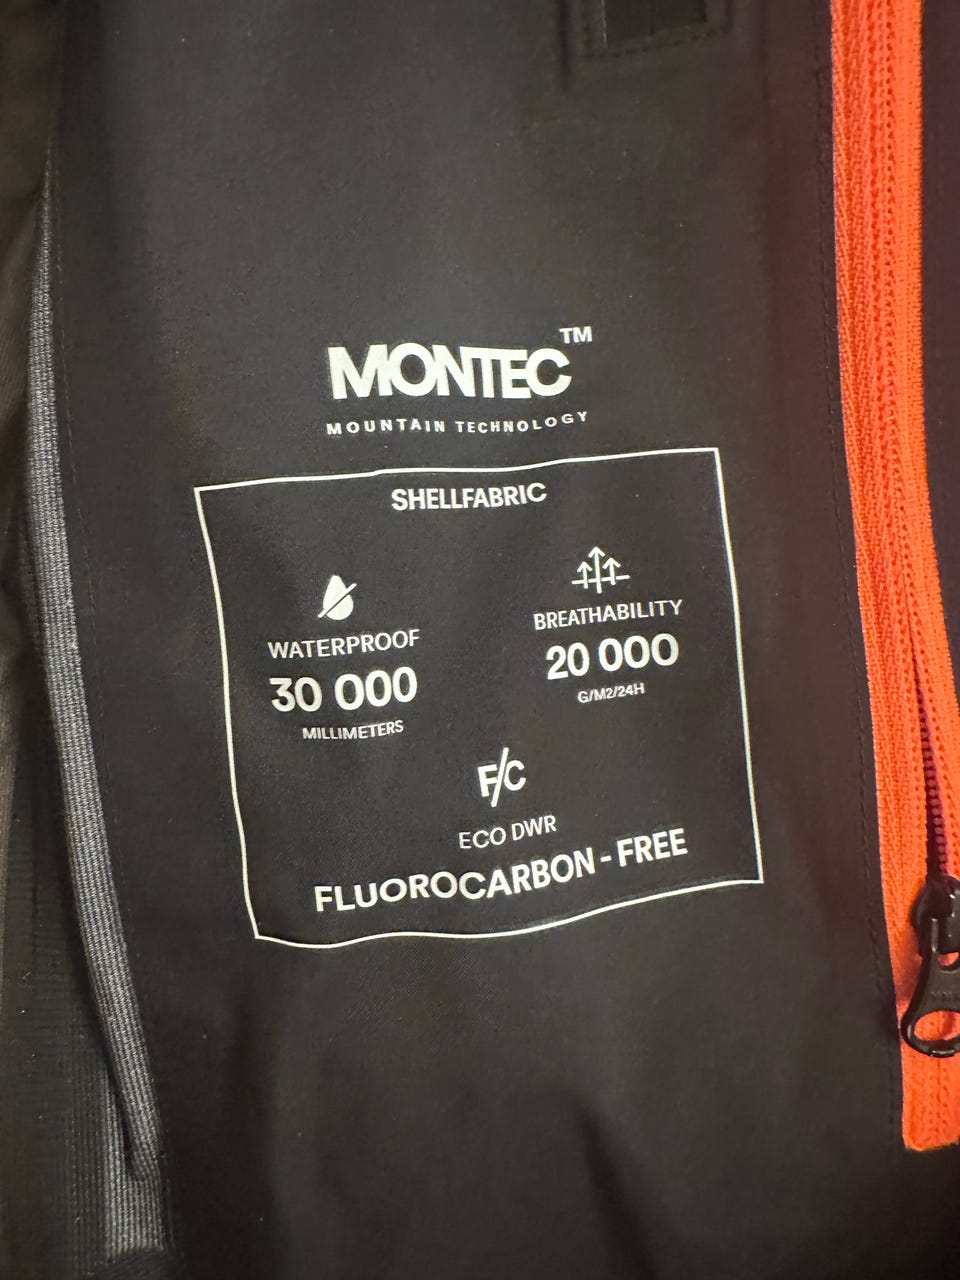 MONTEC™
MOUNTAIN TECHNOLOGY
SHELLFABRIC
WATERPROOF
30 000
MILLIMETERS
BREATHABILITY
20 000
G/M2/24H
F/C
ECO DWR
FLUOROCARBON - FREE